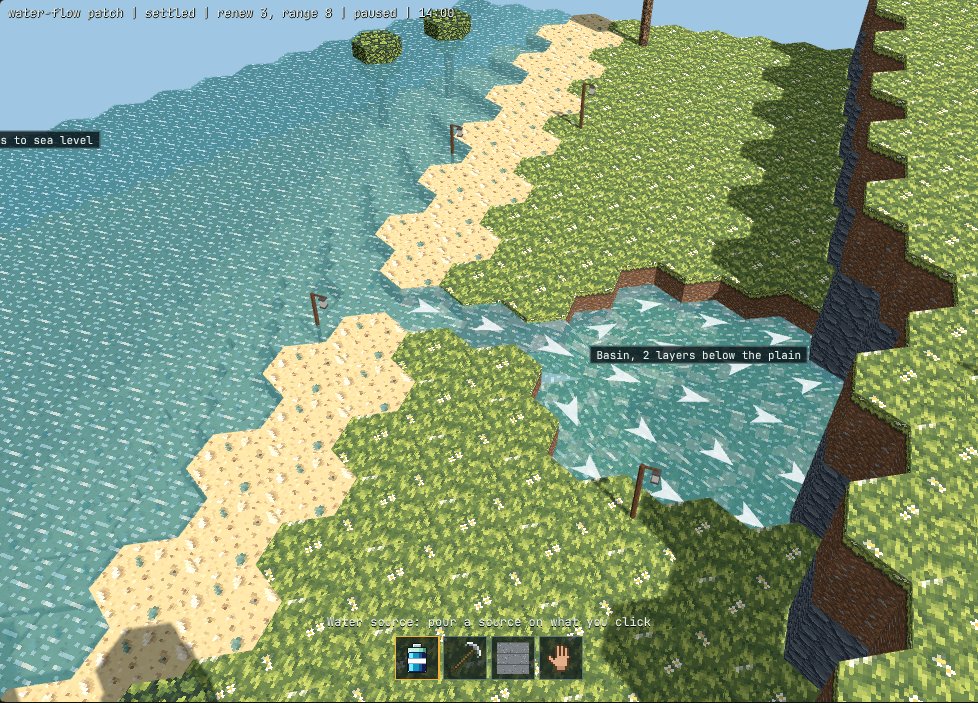 water-flow patch | settled | renew 3, range 8 | paused | 14:00
s to sea level
Basin, 2 layers below the plain
Water source: pour a source on what you click